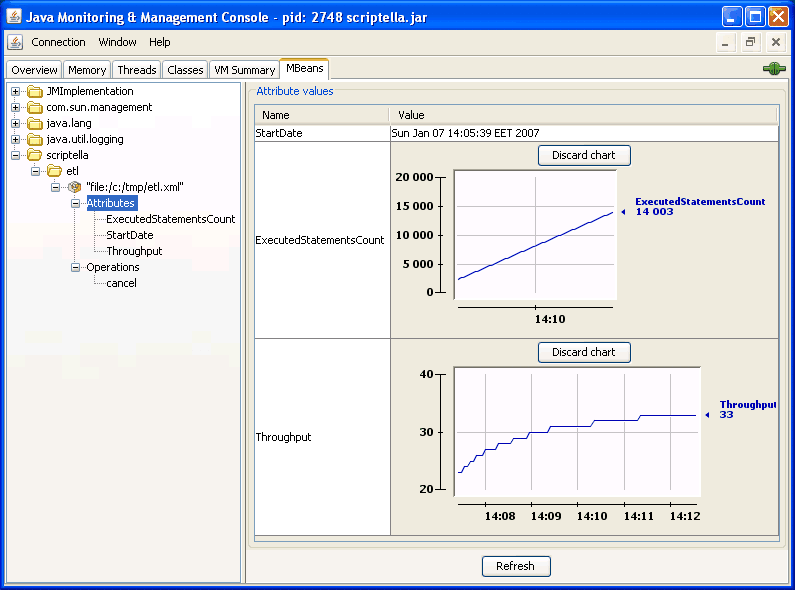 Java Monitoring & Management Console - pid: 2748 scriptella.jar
Connection Window Help
Overview Memory Threads Classes VM Summary MBeans
JMImplementation
com.sun.management
java.lang
java.util.logging
scriptella
etl
"file:/c:/tmp/etl.xml"
Attributes
ExecutedStatementsCount
StartDate
Throughput
Operations
cancel
Attribute values
Name Value
StartDate Sun Jan 07 14:05:39 EET 2007
Discard chart
ExecutedStatementsCount
20 000
15 000
10 000
5 000
0
14:10
ExecutedStatementsCount
14 003
Discard chart
Throughput
40
30
20
14:08 14:09 14:10 14:11 14:12
Throughput
33
Refresh